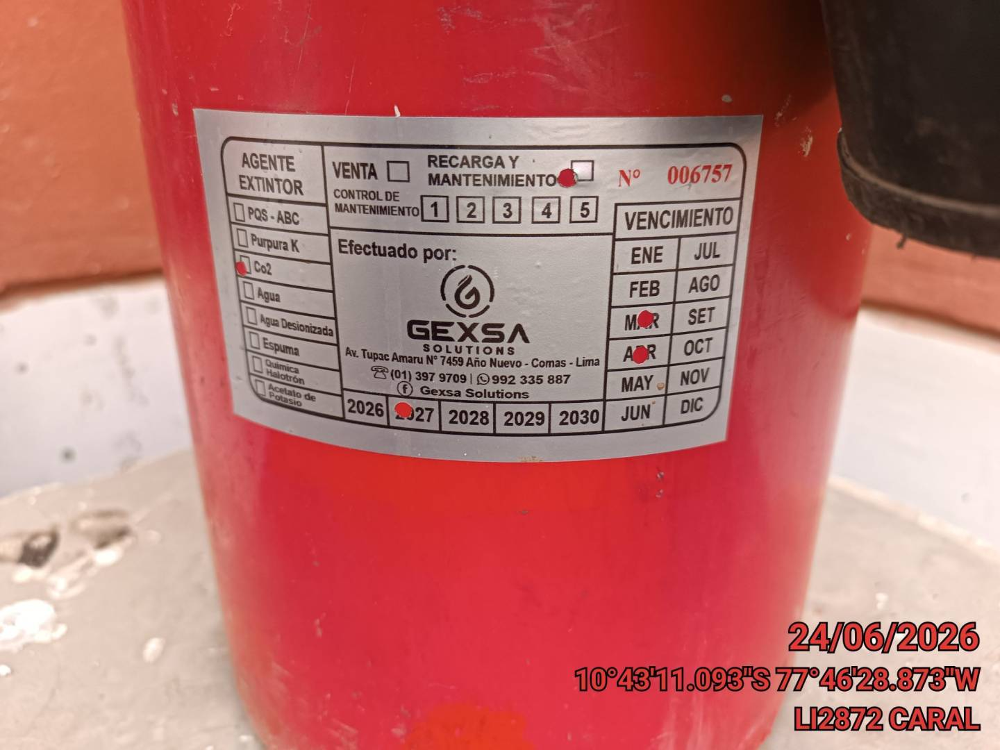 AGENTE
EXTINTOR
PQS - ABC
Purpura K
Co2
Agua
Agua Desionizada
Espuma
Quimica
Halotrón
Acetato de
Potasio
VENTA
RECARGA Y
MANTENIMIENTO
Nº 006757
CONTROL DE
MANTENIMIENTO 1 2 3 4 5
Efectuado por:
GEXSA
SOLUTIONS
Av. Tupac Amaru N° 7459 Año Nuevo - Comas - Lima
(01) 397 9709 | 992 335 887
Gexsa Solutions
2026 2027 2028 2029 2030
VENCIMIENTO
ENE JUL
FEB AGO
MAR SET
APR OCT
MAY NOV
JUN DIC
24/06/2026
10°43'11.093"S 77°46'28.873"W
LI2872 CARAL